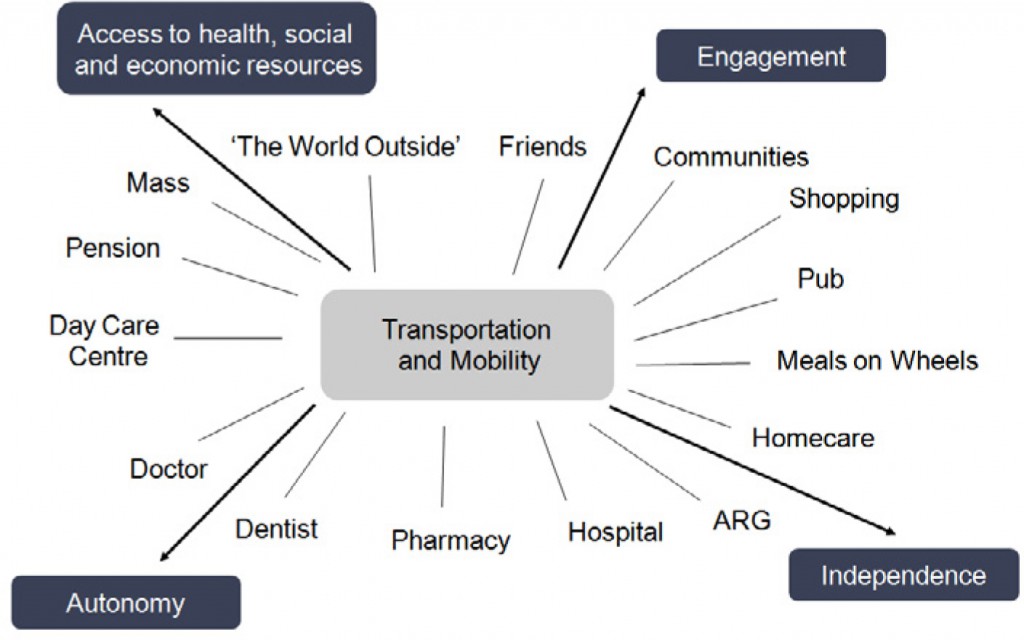 Access to health, social
and economic resources
Engagement
‘The World Outside’
Friends
Communities
Mass
Shopping
Pension
Pub
Day Care
Centre
Transportation
and Mobility
Meals on Wheels
Homecare
Doctor
Dentist
Pharmacy
Hospital
ARG
Autonomy
Independence